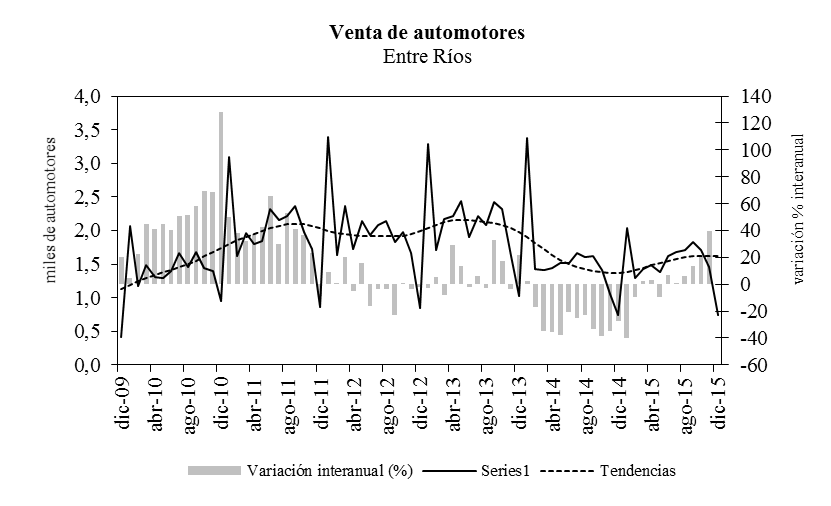 Venta de automotores
Entre Ríos
miles de automotores
4,0
3,5
3,0
2,5
2,0
1,5
1,0
0,5
0,0
140
120
100
80
60
40
20
0
-20
-40
-60
variación % interanual
dic-09
abr-10
ago-10
dic-10
abr-11
ago-11
dic-11
abr-12
ago-12
dic-12
abr-13
ago-13
dic-13
abr-14
ago-14
dic-14
abr-15
ago-15
dic-15
Variación interanual (%) Series1 Tendencias